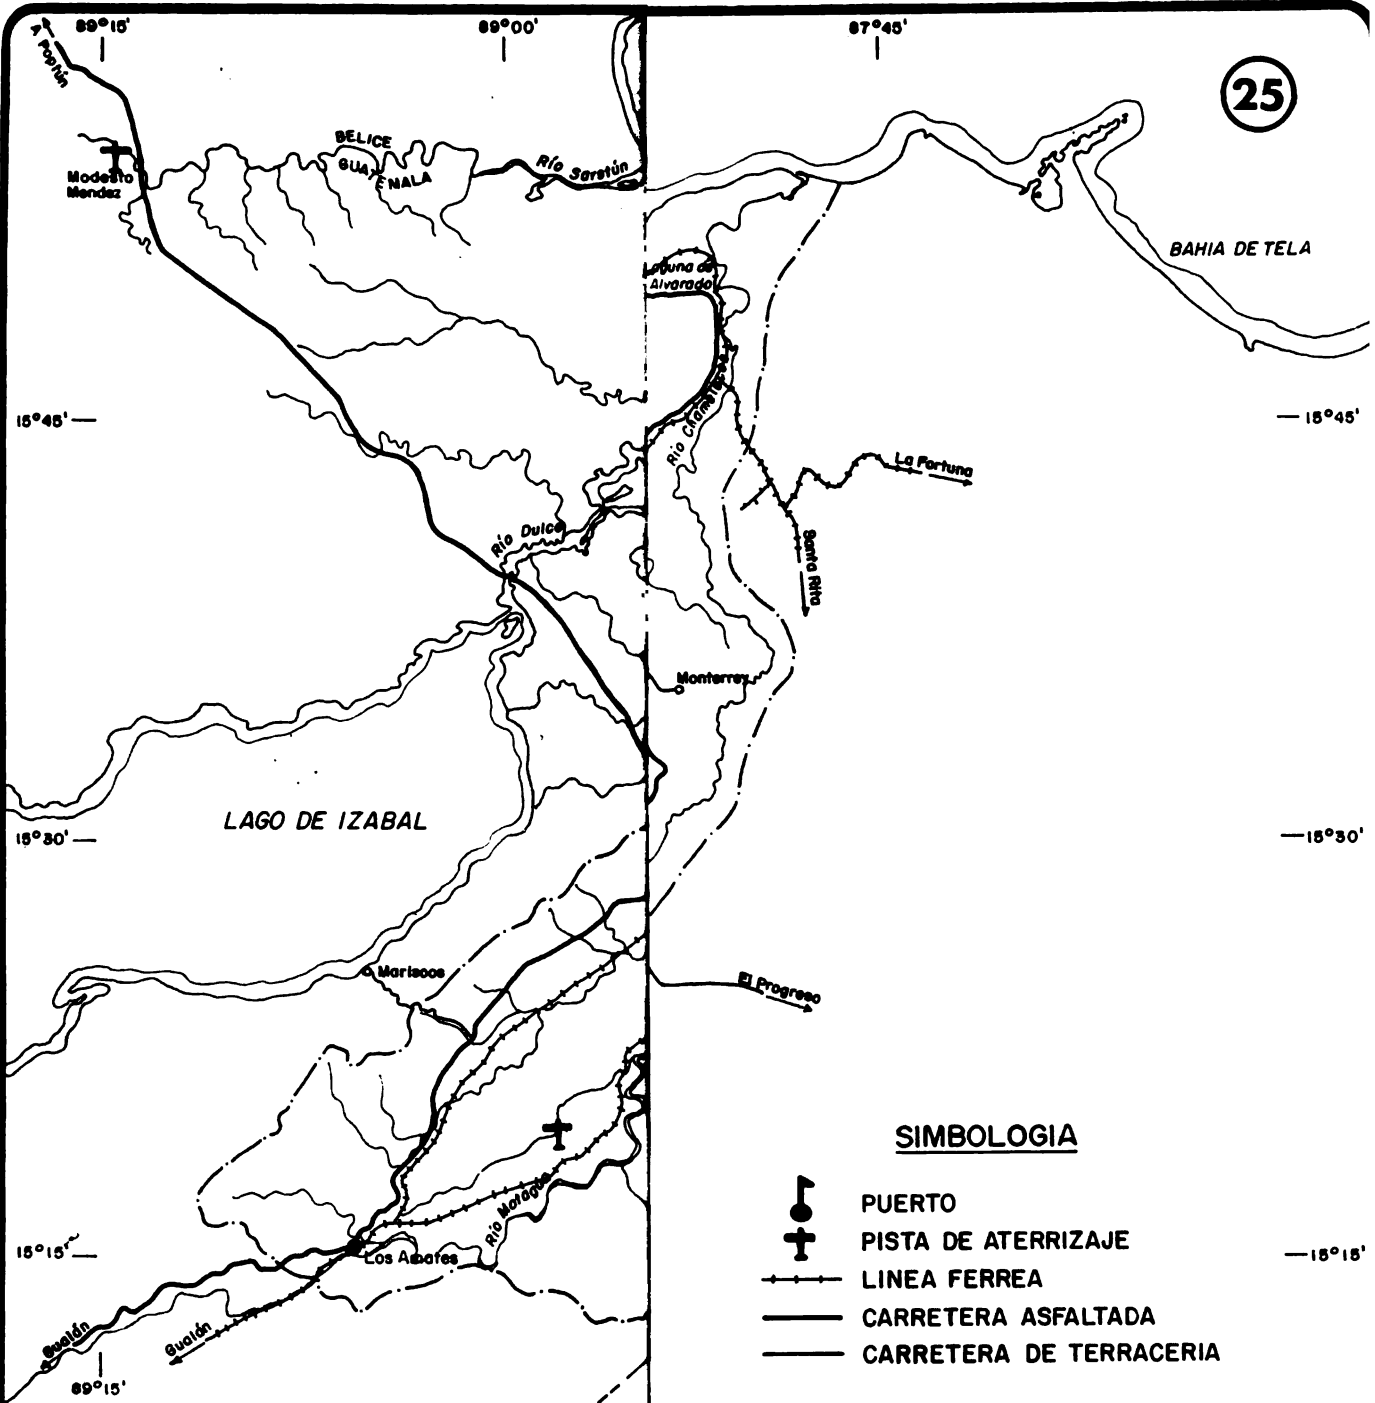 89°15'
89°00'
87°45'
A Poptún
25
BELICE
GUATEMALA
Río Sarstún
Modesto
Mendez
BAHIA DE TELA
Laguna de
Alvarado
15°45'
15°45'
Río Chamelecón
La Fortuna
Río Dulce
Santa Rita
Monterrey
LAGO DE IZABAL
15°30'
15°30'
Mariscos
El Progreso
SIMBOLOGIA
PUERTO
PISTA DE ATERRIZAJE
LINEA FERREA
CARRETERA ASFALTADA
CARRETERA DE TERRACERIA
Río Motagua
15°15'
15°15'
Los Amates
Gualán
Gualán
89°15'